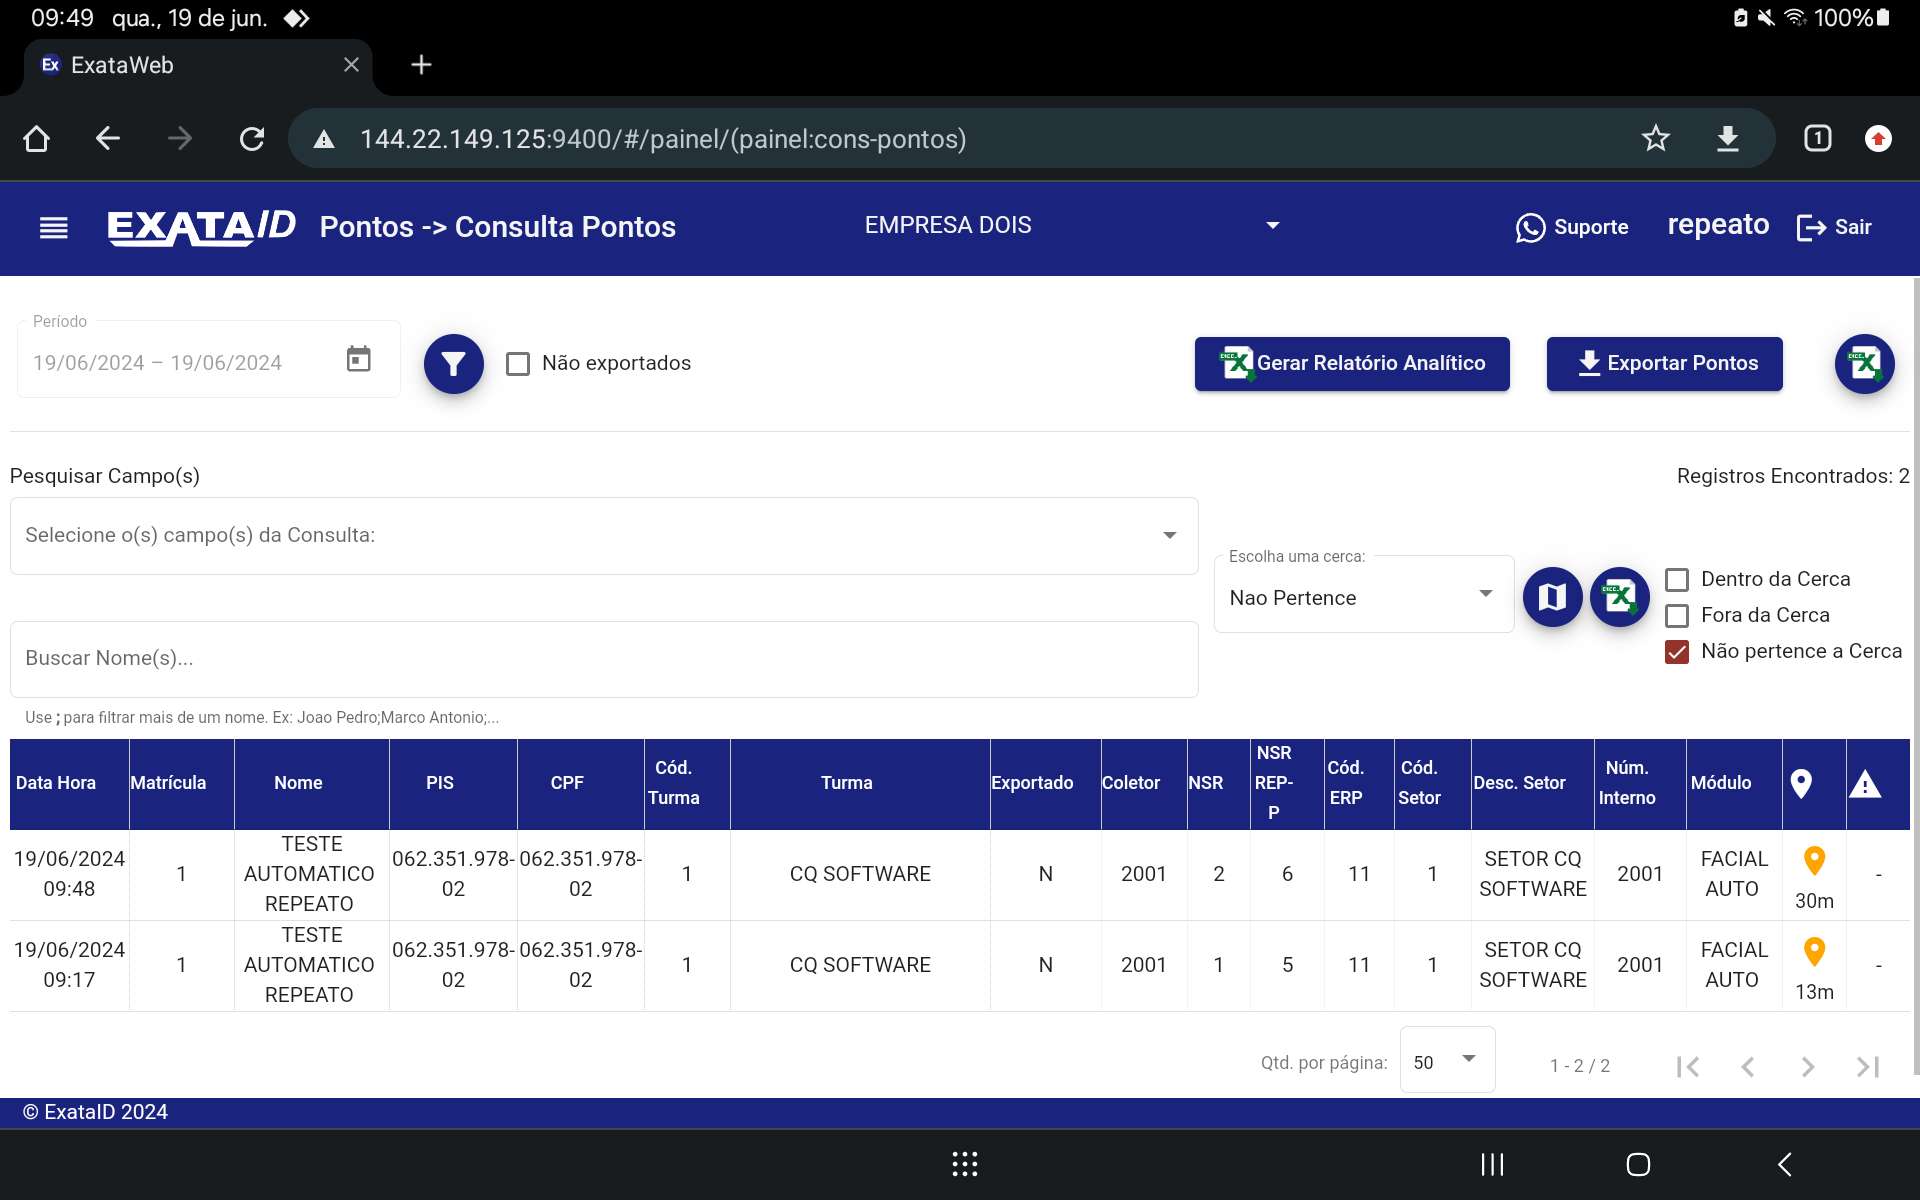 09:49 qua., 19 de jun. 100%
Ex ExataWeb
144.22.149.125:9400/#/painel/(painel:cons-pontos) 1
EXATAID Pontos -> Consulta Pontos EMPRESA DOIS Suporte repeato Sair
Período
19/06/2024 – 19/06/2024 Não exportados Gerar Relatório Analítico Exportar Pontos
Pesquisar Campo(s) Registros Encontrados: 2
Selecione o(s) campo(s) da Consulta:
Escolha uma cerca:
Nao Pertence
Dentro da Cerca
Fora da Cerca
Não pertence a Cerca
Buscar Nome(s)...
Use ; para filtrar mais de um nome. Ex: Joao Pedro;Marco Antonio;...
Data Hora Matrícula Nome PIS CPF Cód. Turma Turma Exportado Coletor NSR NSR REP-P Cód. ERP Cód. Setor Desc. Setor Núm. Interno Módulo
19/06/2024 09:48 1 TESTE AUTOMATICO REPEATO 062.351.978-02 062.351.978-02 1 CQ SOFTWARE N 2001 2 6 11 1 SETOR CQ SOFTWARE 2001 FACIAL AUTO 30m -
19/06/2024 09:17 1 TESTE AUTOMATICO REPEATO 062.351.978-02 062.351.978-02 1 CQ SOFTWARE N 2001 1 5 11 1 SETOR CQ SOFTWARE 2001 FACIAL AUTO 13m -
Qtd. por página: 50 1 - 2 / 2
© ExataID 2024